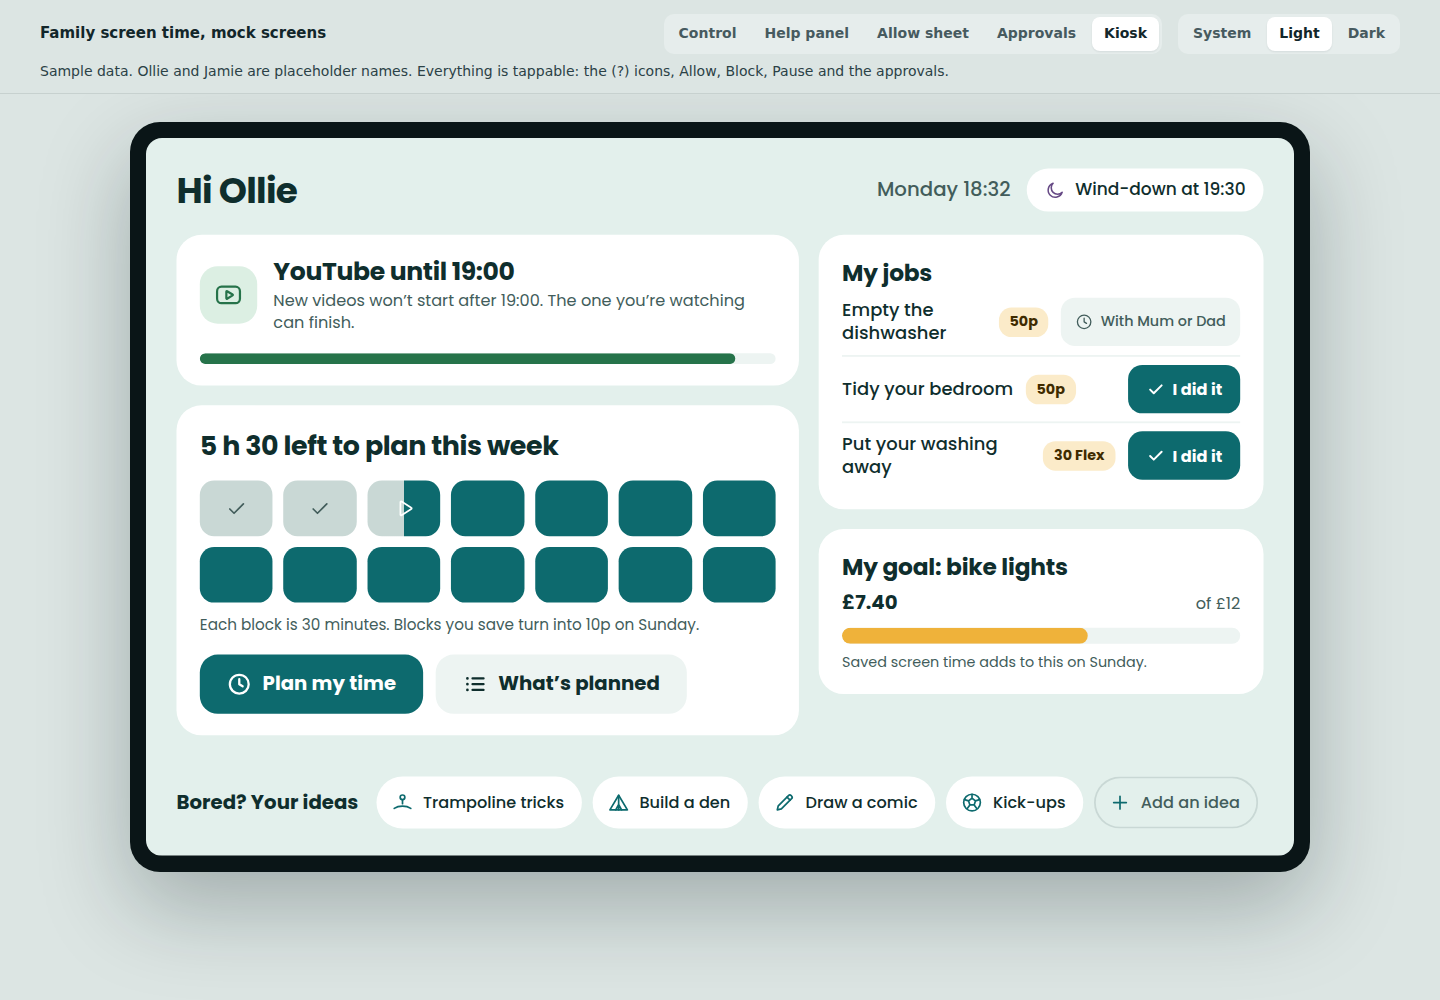 Family screen time, mock screens
Control
Help panel
Allow sheet
Approvals
Kiosk
System
Light
Dark
Sample data. Ollie and Jamie are placeholder names. Everything is tappable: the (?) icons, Allow, Block, Pause and the approvals.
Hi Ollie
Monday 18:32
Wind-down at 19:30
YouTube until 19:00
New videos won’t start after 19:00. The one you’re watching
can finish.
5 h 30 left to plan this week
Each block is 30 minutes. Blocks you save turn into 10p on Sunday.
Plan my time
What’s planned
My jobs
Empty the
dishwasher
50p
With Mum or Dad
Tidy your bedroom
50p
I did it
Put your washing
away
30 Flex
I did it
My goal: bike lights
£7.40
of £12
Saved screen time adds to this on Sunday.
Bored? Your ideas
Trampoline tricks
Build a den
Draw a comic
Kick-ups
Add an idea